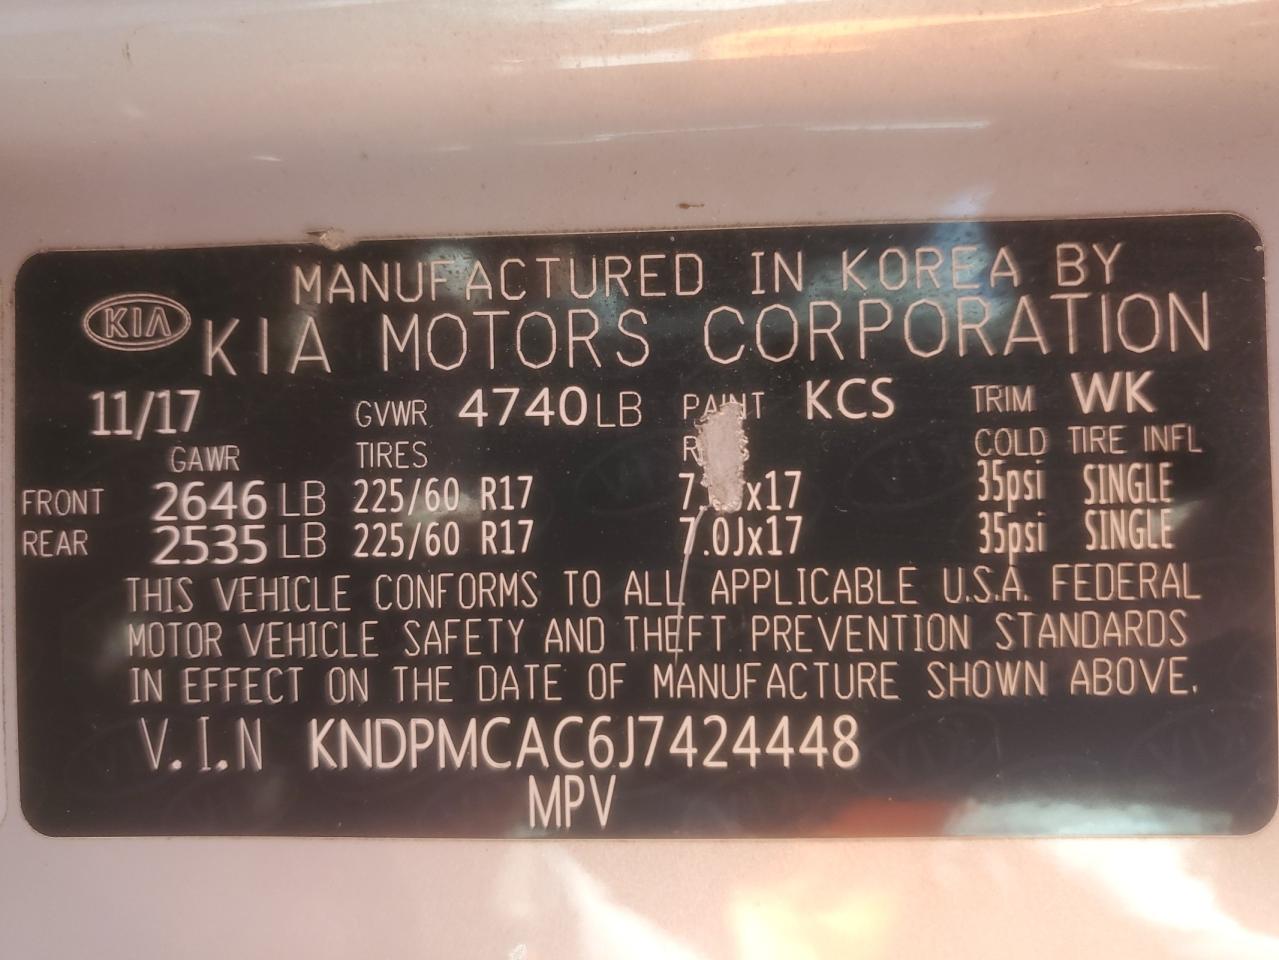 MANUFACTURED IN KOREA BY
KIA KIA MOTORS CORPORATION
11/17 GVWR 4740 LB PAINT KCS TRIM WK
GAWR TIRES COLD TIRE INFL
FRONT 2646 LB 225/60 R17 35psi SINGLE
REAR 2535 LB 225/60 R17 7.0Jx17 35psi SINGLE
THIS VEHICLE CONFORMS TO ALL APPLICABLE U.S.A. FEDERAL
MOTOR VEHICLE SAFETY AND THEFT PREVENTION STANDARDS
IN EFFECT ON THE DATE OF MANUFACTURE SHOWN ABOVE.
V.I.N KNDPMCAC6J7424448
MPV